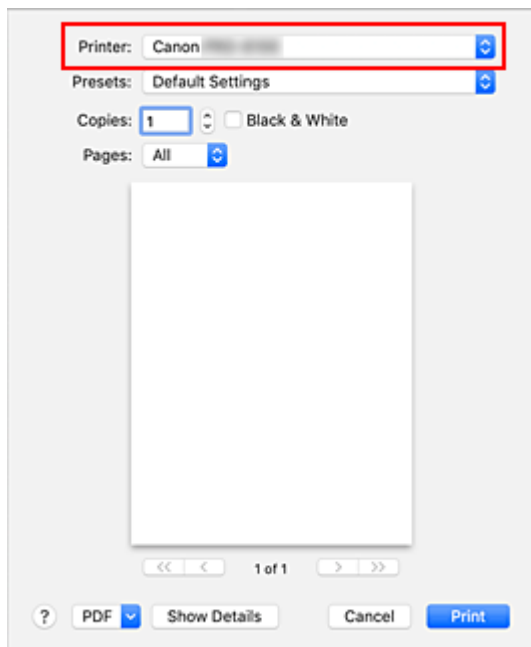 Printer: Canon
Presets: Default Settings
Copies: 1 Black & White
Pages: All
<< < 1 of 1 > >>
? PDF Show Details Cancel Print